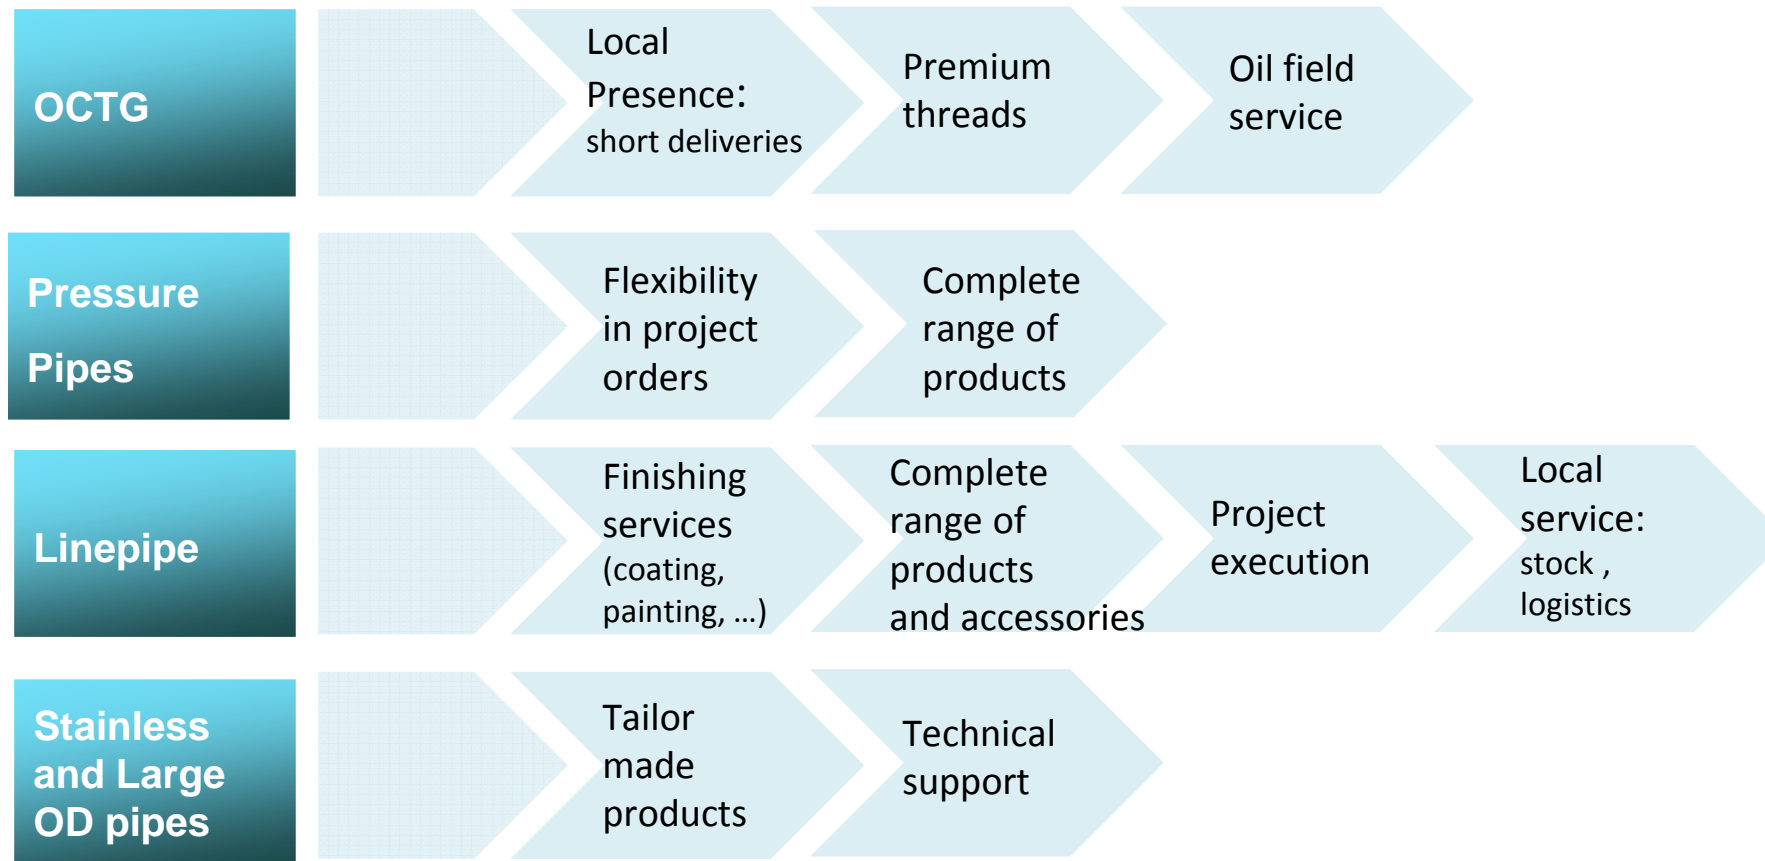 OCTG
Local
Presence:
short deliveries
Premium
threads
Oil field
service
Pressure
Pipes
Flexibility
in project
orders
Complete
range of
products
Linepipe
Finishing
services
(coating,
painting, …)
Complete
range of
products
and accessories
Project
execution
Local
service:
stock ,
logistics
Stainless
and Large
OD pipes
Tailor
made
products
Technical
support